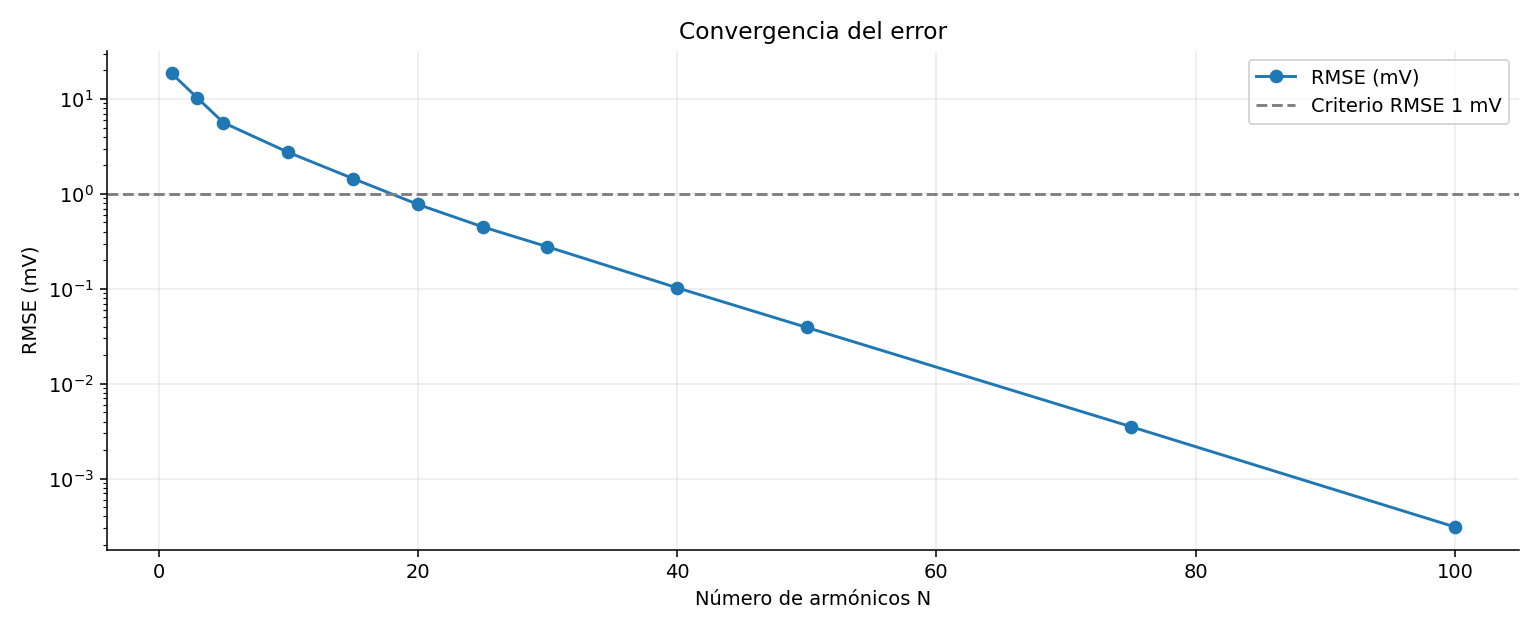 Convergencia del error
RMSE (mV)
Criterio RMSE 1 mV
RMSE (mV)
10¹
10⁰
10⁻¹
10⁻²
10⁻³
0 20 40 60 80 100
Número de armónicos N